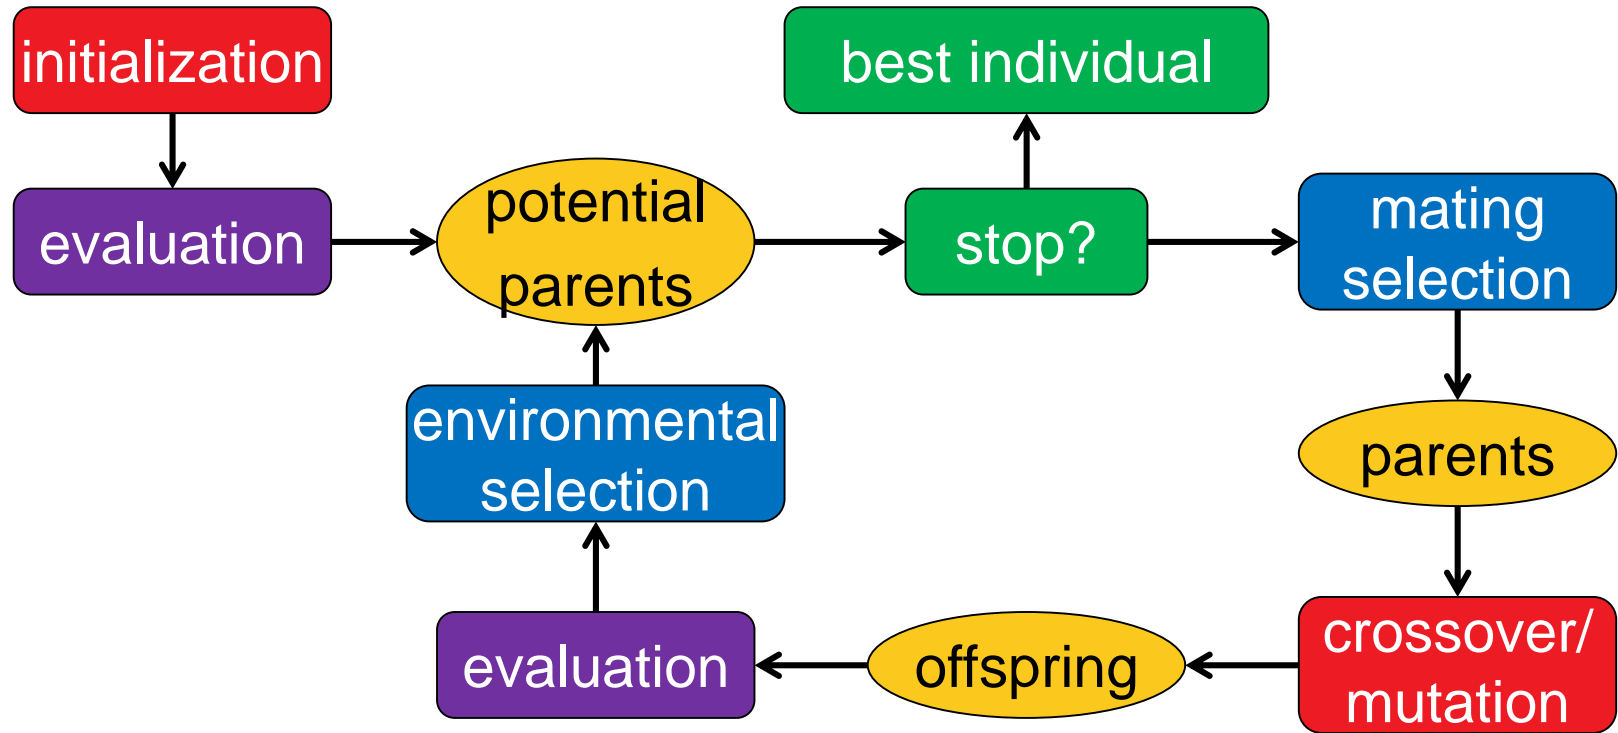 initialization
best individual
evaluation
potential
parents
stop?
mating
selection
environmental
selection
parents
evaluation
offspring
crossover/
mutation